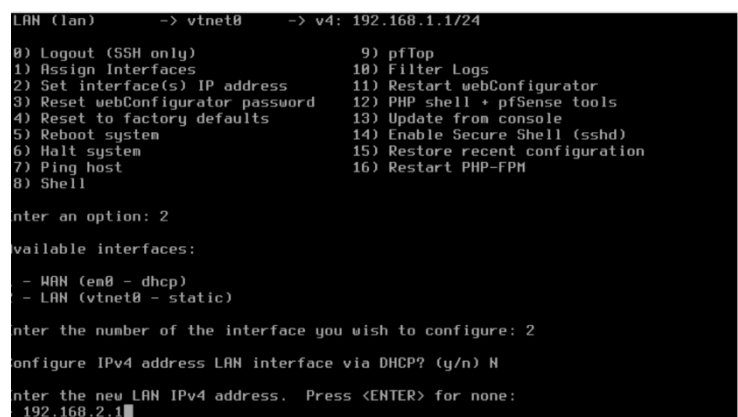 LAN (lan)       -> vtnet0     -> v4: 192.168.1.1/24
0) Logout (SSH only)                  9) pfTop
1) Assign Interfaces                 10) Filter Logs
2) Set interface(s) IP address       11) Restart webConfigurator
3) Reset webConfigurator password    12) PHP shell + pfSense tools
4) Reset to factory defaults         13) Update from console
5) Reboot system                     14) Enable Secure Shell (sshd)
6) Halt system                       15) Restore recent configuration
7) Ping host                         16) Restart PHP-FPM
8) Shell
nter an option: 2
vailable interfaces:
- WAN (em0 - dhcp)
- LAN (vtnet0 - static)
nter the number of the interface you wish to configure: 2
onfigure IPv4 address LAN interface via DHCP? (y/n) N
nter the new LAN IPv4 address.  Press <ENTER> for none:
192.168.2.1